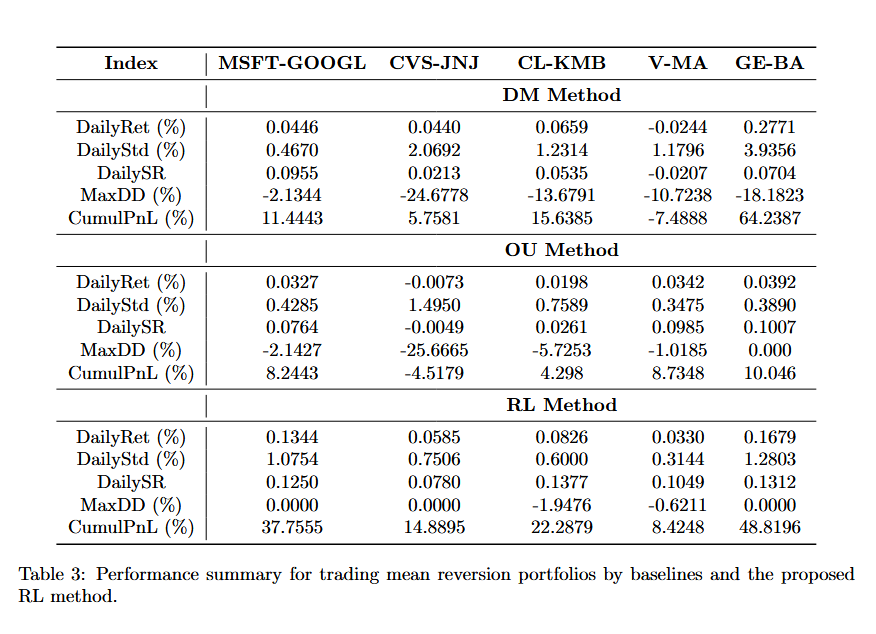 Index MSFT-GOOGL CVS-JNJ CL-KMB V-MA GE-BA
DM Method
DailyRet (%) 0.0446 0.0440 0.0659 -0.0244 0.2771
DailyStd (%) 0.4670 2.0692 1.2314 1.1796 3.9356
DailySR 0.0955 0.0213 0.0535 -0.0207 0.0704
MaxDD (%) -2.1344 -24.6778 -13.6791 -10.7238 -18.1823
CumulPnL (%) 11.4443 5.7581 15.6385 -7.4888 64.2387
OU Method
DailyRet (%) 0.0327 -0.0073 0.0198 0.0342 0.0392
DailyStd (%) 0.4285 1.4950 0.7589 0.3475 0.3890
DailySR 0.0764 -0.0049 0.0261 0.0985 0.1007
MaxDD (%) -2.1427 -25.6665 -5.7253 -1.0185 0.000
CumulPnL (%) 8.2443 -4.5179 4.298 8.7348 10.046
RL Method
DailyRet (%) 0.1344 0.0585 0.0826 0.0330 0.1679
DailyStd (%) 1.0754 0.7506 0.6000 0.3144 1.2803
DailySR 0.1250 0.0780 0.1377 0.1049 0.1312
MaxDD (%) 0.0000 0.0000 -1.9476 -0.6211 0.0000
CumulPnL (%) 37.7555 14.8895 22.2879 8.4248 48.8196
Table 3: Performance summary for trading mean reversion portfolios by baselines and the proposed
RL method.